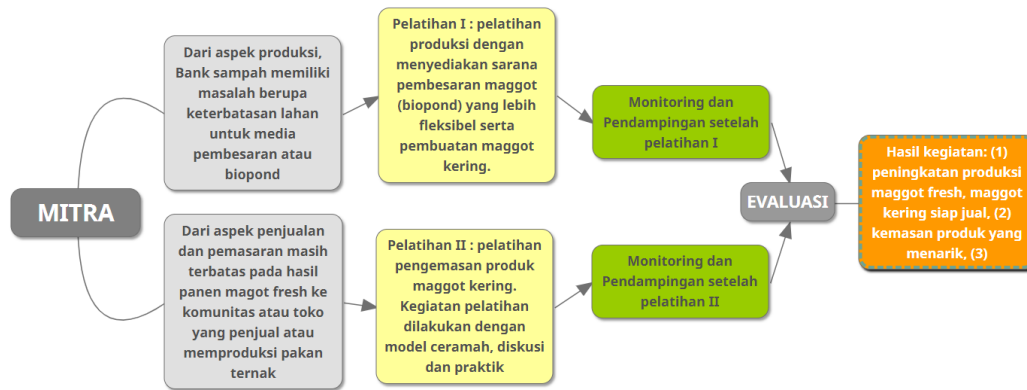 MITRA
Dari aspek produksi,
Bank sampah memiliki
masalah berupa
keterbatasan lahan
untuk media
pembesaran atau
biopond
Pelatihan I : pelatihan
produksi dengan
menyediakan sarana
pembesaran maggot
(biopond) yang lebih
fleksibel serta
pembuatan maggot
kering.
Monitoring dan
Pendampingan setelah
pelatihan I
Dari aspek penjualan
dan pemasaran masih
terbatas pada hasil
panen magot fresh ke
komunitas atau toko
yang penjual atau
memproduksi pakan
ternak
Pelatihan II : pelatihan
pengemasan produk
maggot kering.
Kegiatan pelatihan
dilakukan dengan
model ceramah, diskusi
dan praktik
Monitoring dan
Pendampingan setelah
pelatihan II
EVALUASI
Hasil kegiatan: (1)
peningkatan produksi
maggot fresh, maggot
kering siap jual, (2)
kemasan produk yang
menarik, (3)